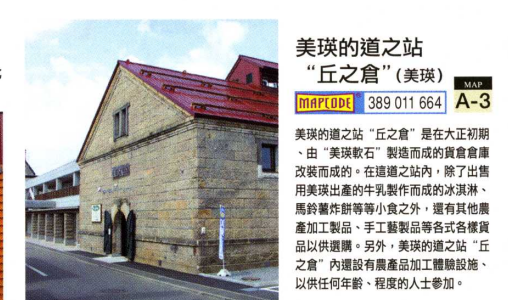 美瑛的道之站
“丘之倉”(美瑛)
MAPCODE 389 011 664
MAP
A-3
美瑛的道之站“丘之倉”是在大正初期
、由“美瑛軟石”製造而成的貨倉倉庫
改裝而成的。在這道之站內，除了出售
用美瑛出產的牛乳製作而成的冰淇淋、
馬鈴薯炸餅等等小食之外，還有其他農
產加工製品、手工藝製品等各式各樣貨
品以供選購。另外，美瑛的道之站“丘
之倉”內還設有農產品加工體驗設施、
以供任何年齡、程度的人士參加。